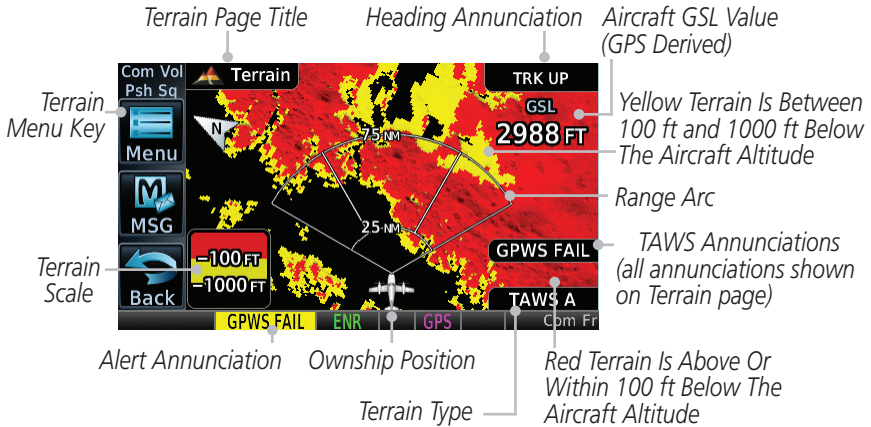 Terrain Page Title
Heading Annunciation
Aircraft GSL Value
(GPS Derived)
Com Vol
Psh Sq
Terrain
TRK UP
GSL
2988 FT
Terrain
Menu Key
Menu
N
75 NM
Yellow Terrain Is Between
100 ft and 1000 ft Below
The Aircraft Altitude
MSG
Range Arc
25 NM
GPWS FAIL
TAWS Annunciations
(all annunciations shown
on Terrain page)
Terrain
Scale
-100 FT
-1000 FT
Back
TAWS A
GPWS FAIL
ENR
GPS
Com Fr
Alert Annunciation
Ownship Position
Terrain Type
Red Terrain Is Above Or
Within 100 ft Below The
Aircraft Altitude